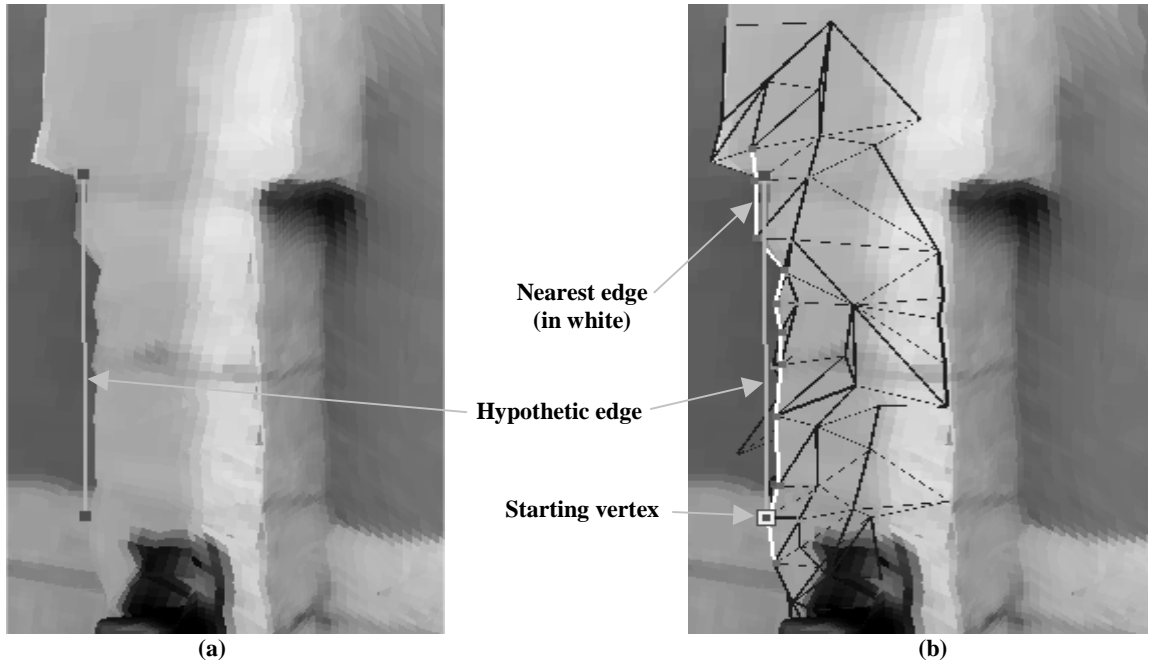 Nearest edge
(in white)
Hypothetic edge
Starting vertex
(a)
(b)